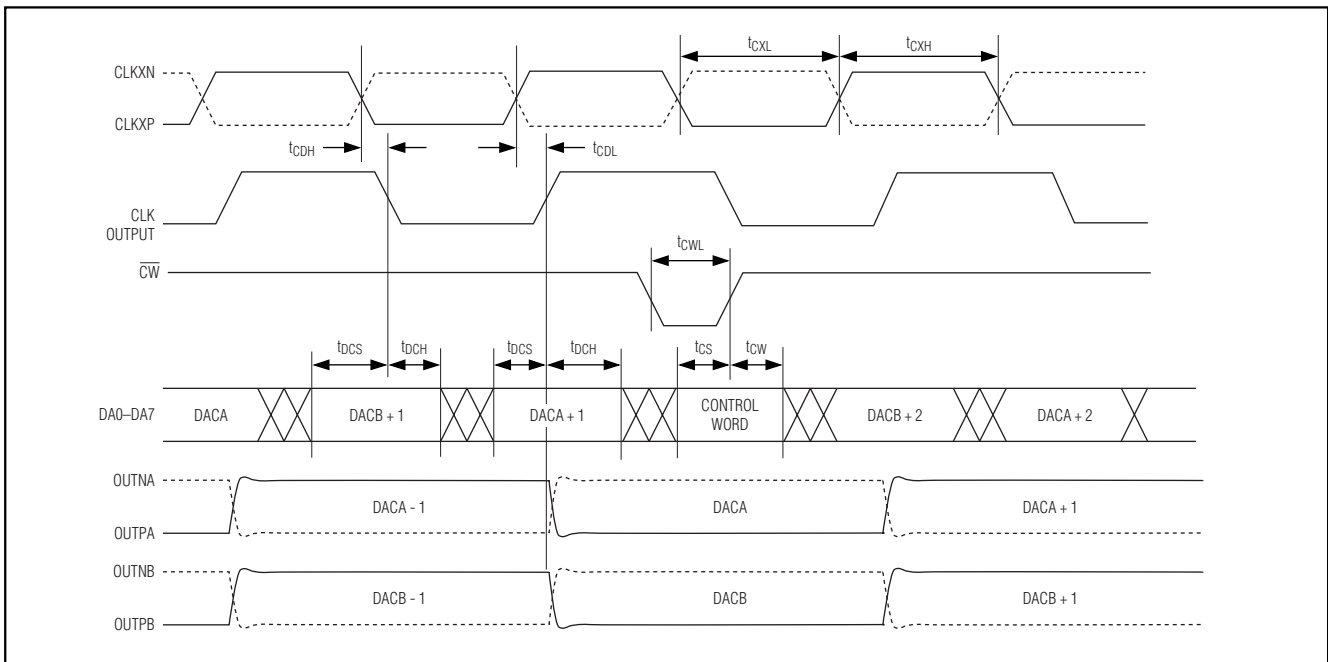 tCXL tCXH
CLKXN
CLKXP
tCDH tCDL
CLK
OUTPUT
tCWL
CW
tDCS tDCH tDCS tDCH tCS tCW
DA0–DA7 DACA DACB + 1 DACA + 1 CONTROL
WORD DACB + 2 DACA + 2
OUTNA
DACA - 1 DACA DACA + 1
OUTPA
OUTNB
DACB - 1 DACB DACB + 1
OUTPB